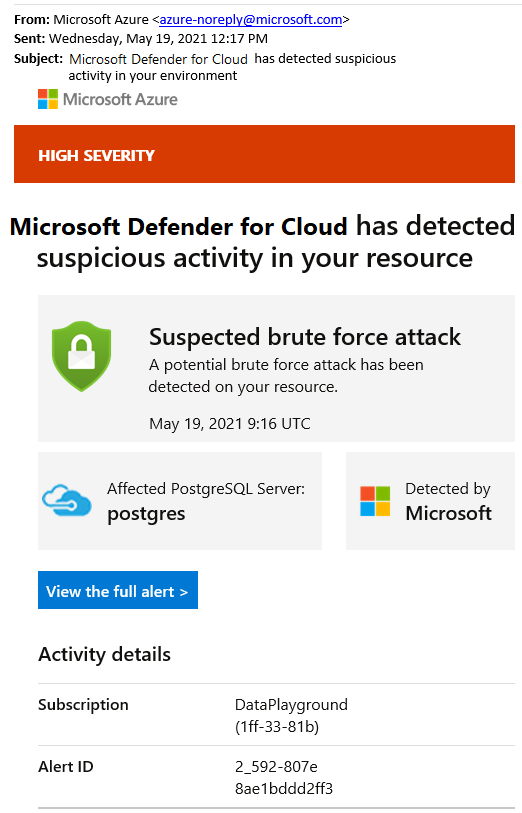 From: Microsoft Azure <azure-noreply@microsoft.com>
Sent: Wednesday, May 19, 2021 12:17 PM
Subject: Microsoft Defender for Cloud has detected suspicious
activity in your environment
Microsoft Azure
HIGH SEVERITY
Microsoft Defender for Cloud has detected
suspicious activity in your resource
Suspected brute force attack
A potential brute force attack has been
detected on your resource.
May 19, 2021 9:16 UTC
Affected PostgreSQL Server:
postgres
Detected by
Microsoft
View the full alert >
Activity details
Subscription DataPlayground
(1ff-33-81b)
Alert ID 2_592-807e
8ae1bddd2ff3